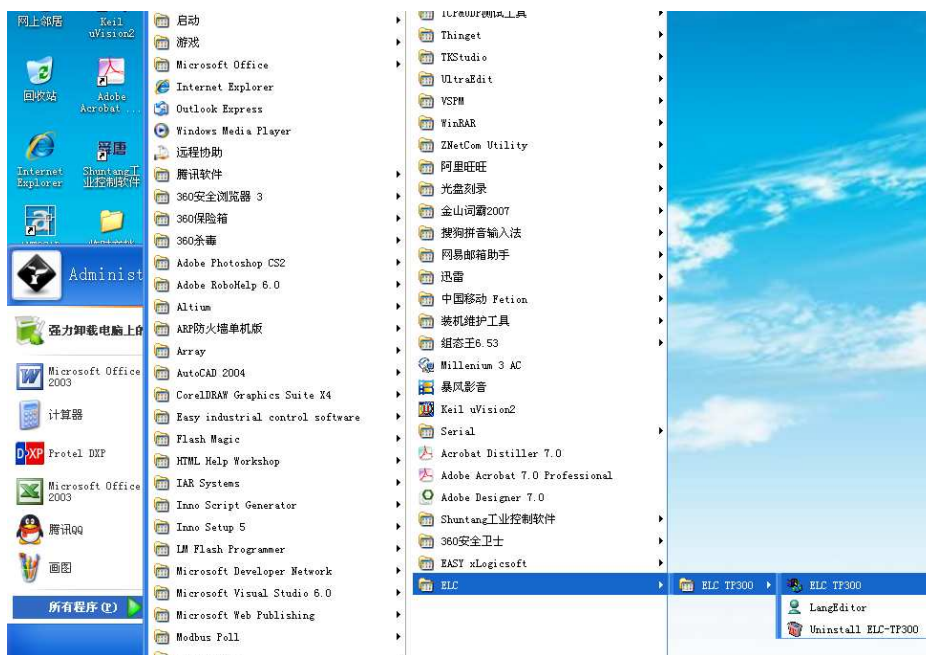 网上邻居
Keil
uVision2
回收站
Adobe
Acrobat ...
Internet
Explorer
Shuntang工
业控制软件
Administ
强力卸载电脑上的
Microsoft Office
2003
计算器
Protel DXP
Microsoft Office
2003
腾讯QQ
画图
所有程序(P)
启动
游戏
Microsoft Office
Internet Explorer
Outlook Express
Windows Media Player
远程协助
腾讯软件
360安全浏览器 3
360保险箱
360杀毒
Adobe Photoshop CS2
Adobe RoboHelp 6.0
Altium
ARP防火墙单机版
Array
AutoCAD 2004
CorelDRAW Graphics Suite X4
Easy industrial control software
Flash Magic
HTML Help Workshop
IAR Systems
Inno Script Generator
Inno Setup 5
LM Flash Programmer
Microsoft Developer Network
Microsoft Visual Studio 6.0
Microsoft Web Publishing
Modbus Poll
TCP&UDP测试工具
Thinget
TKStudio
UltraEdit
VSPM
WinRAR
ZNetCom Utility
阿里旺旺
光盘刻录
金山词霸2007
搜狗拼音输入法
网易邮箱助手
迅雷
中国移动 Fetion
装机维护工具
组态王6.53
Millenium 3 AC
暴风影音
Keil uVision2
Serial
Acrobat Distiller 7.0
Adobe Acrobat 7.0 Professional
Adobe Designer 7.0
Shuntang工业控制软件
360安全卫士
EASY xLogicsoft
ELC
ELC TP300
ELC TP300
LangEditor
Uninstall ELC-TP300